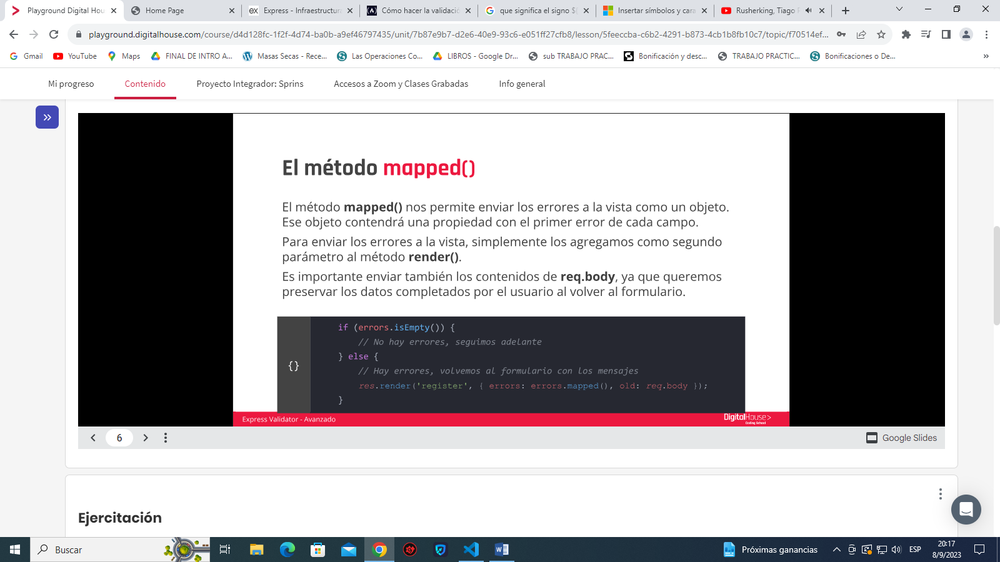 Playground Digital Hou
Home Page
Express - Infraestructura
Cómo hacer la validació
que significa el signo $(
Insertar símbolos y cara
Rusherking, Tiago P
playground.digitalhouse.com/course/d4d128fc-1f2f-4d74-ba0b-a9ef46797435/unit/7b87e9b7-d2e6-40e9-93c6-e051ff27cfb8/lesson/5feeccba-c6b2-4291-b873-4cb1b8fb10c7/topic/f70514ef...
Gmail
YouTube
Maps
FINAL DE INTRO A...
Masas Secas - Rece...
Las Operaciones Co...
LIBROS - Google Dr...
sub TRABAJO PRAC...
Bonificación y desc...
TRABAJO PRACTIC...
Bonificaciones o De...
»
Mi progreso
Contenido
Proyecto Integrador: Sprins
Accesos a Zoom y Clases Grabadas
Info general
El método mapped()
El método mapped() nos permite enviar los errores a la vista como un objeto.
Ese objeto contendrá una propiedad con el primer error de cada campo.
Para enviar los errores a la vista, simplemente los agregamos como segundo
parámetro al método render().
Es importante enviar también los contenidos de req.body, ya que queremos
preservar los datos completados por el usuario al volver al formulario.
{}
if (errors.isEmpty()) {
// No hay errores, seguimos adelante
} else {
// Hay errores, volvemos al formulario con los mensajes
res.render('register', { errors: errors.mapped(), old: req.body });
}
Express Validator - Avanzado
DigitalHouse>
Coding School
6
Google Slides
Ejercitación
Buscar
Próximas ganancias
ESP
20:17
8/9/2023